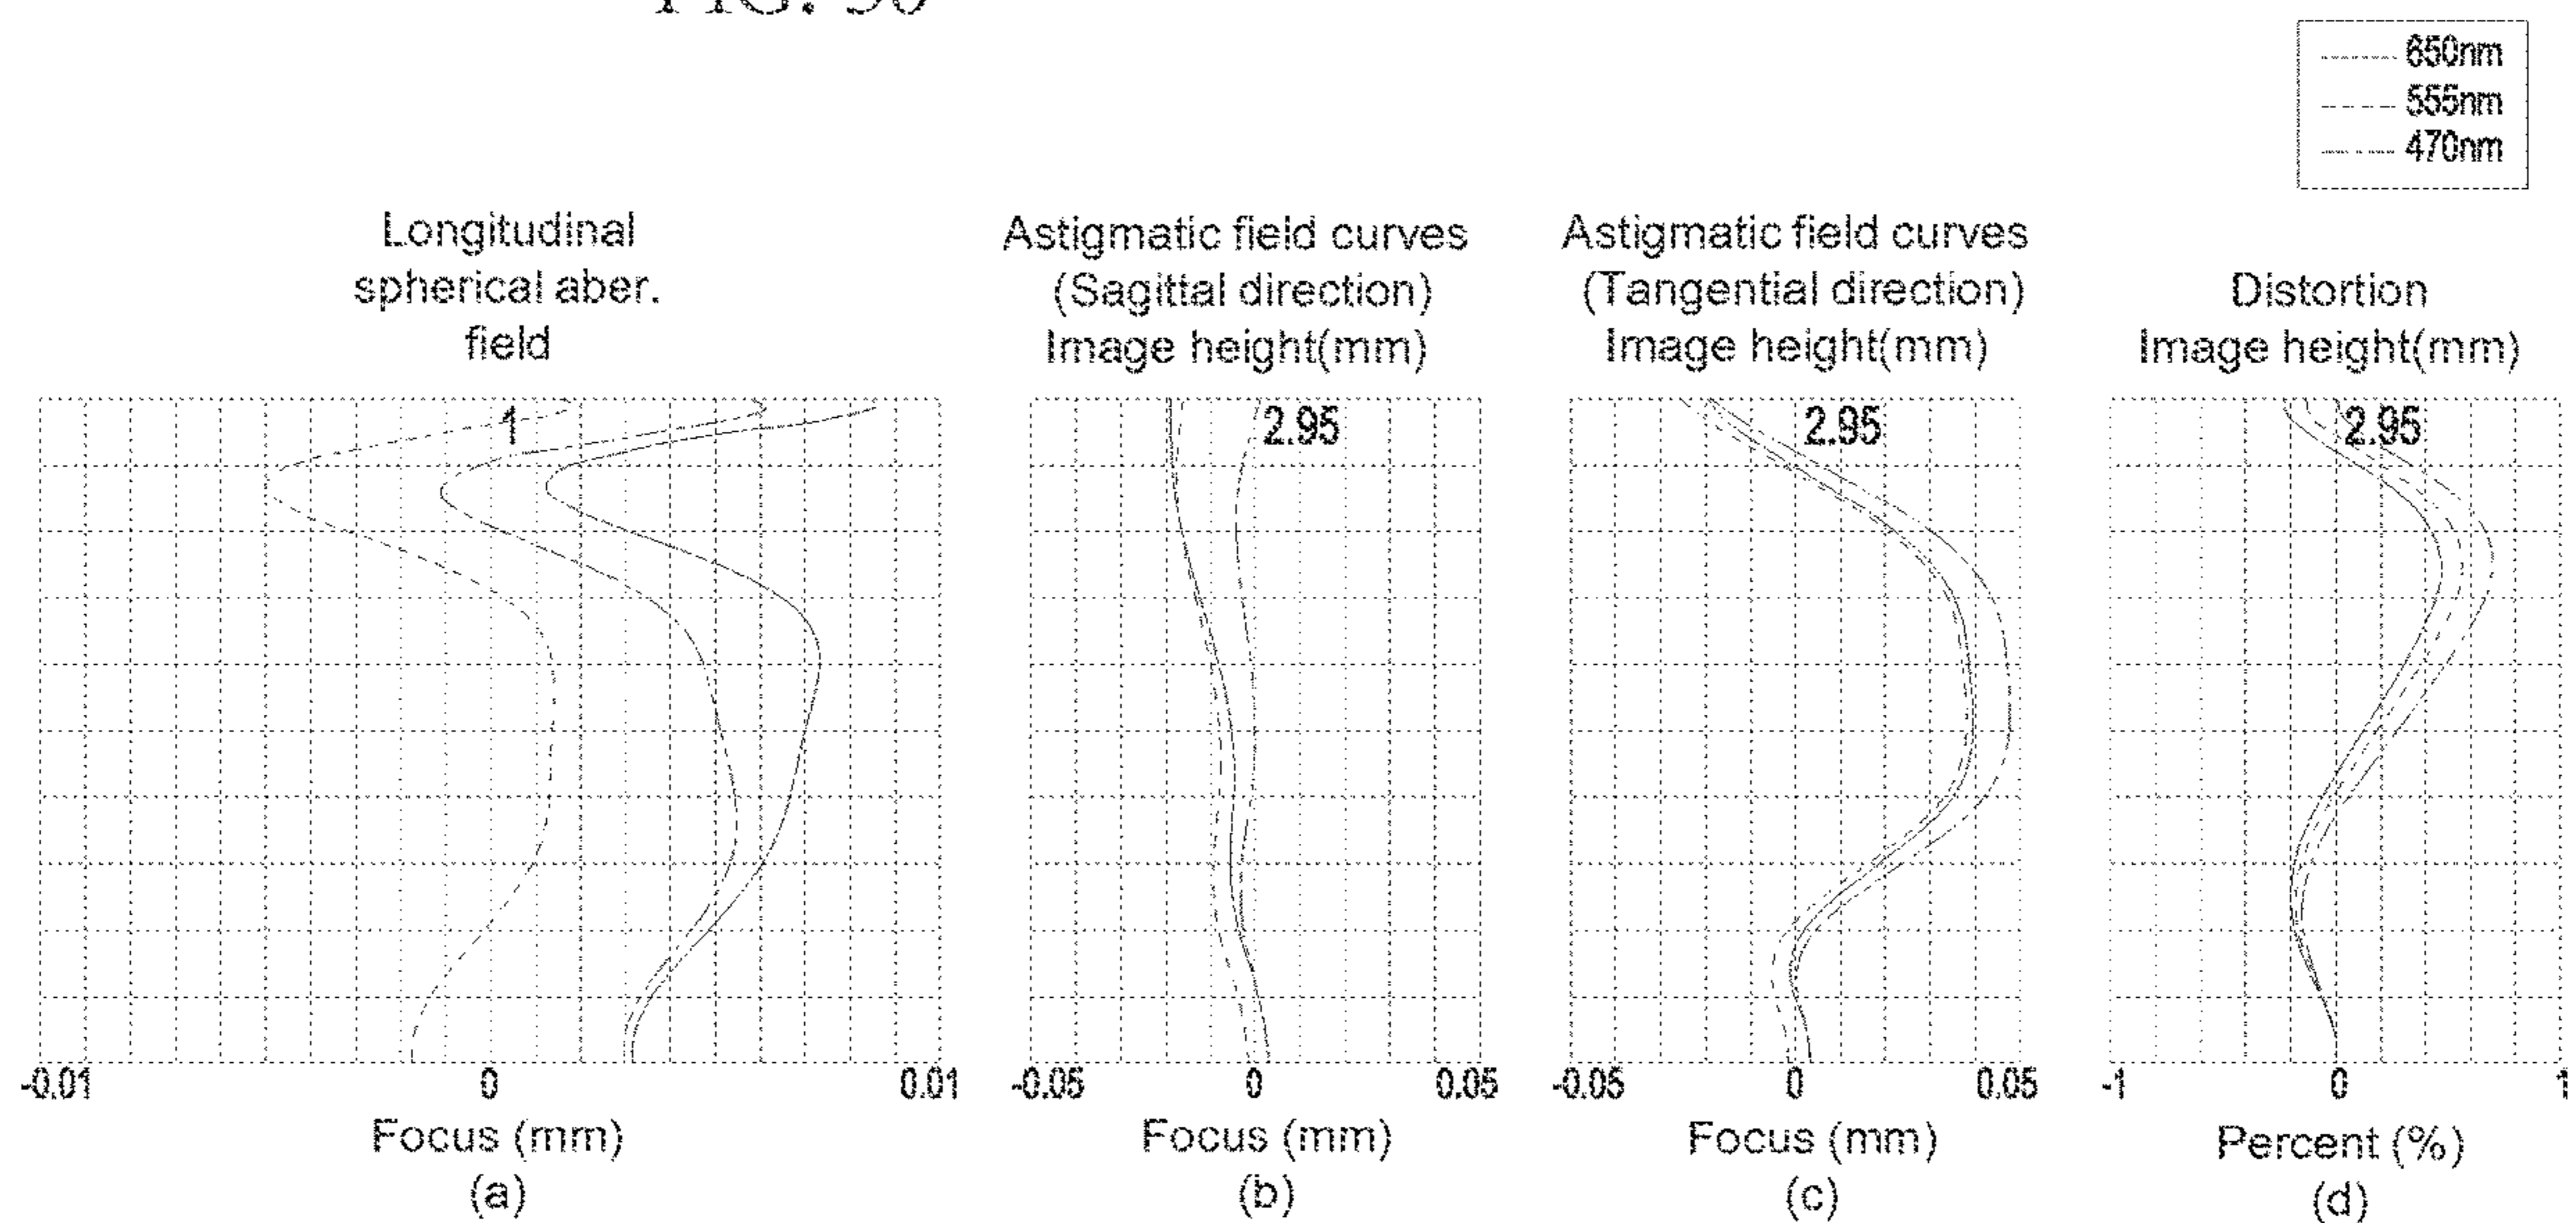 650nm
555nm
470nm
Longitudinal
spherical aber.
field
Astigmatic field curves
(Sagittal direction)
Image height(mm)
Astigmatic field curves
(Tangential direction)
Image height(mm)
Distortion
Image height(mm)
1
2.95
2.95
2.95
-0.01 0 0.01
-0.05 0 0.05
-0.05 0 0.05
-1 0 1
Focus (mm)
Focus (mm)
Focus (mm)
Percent (%)
(a)
(b)
(c)
(d)